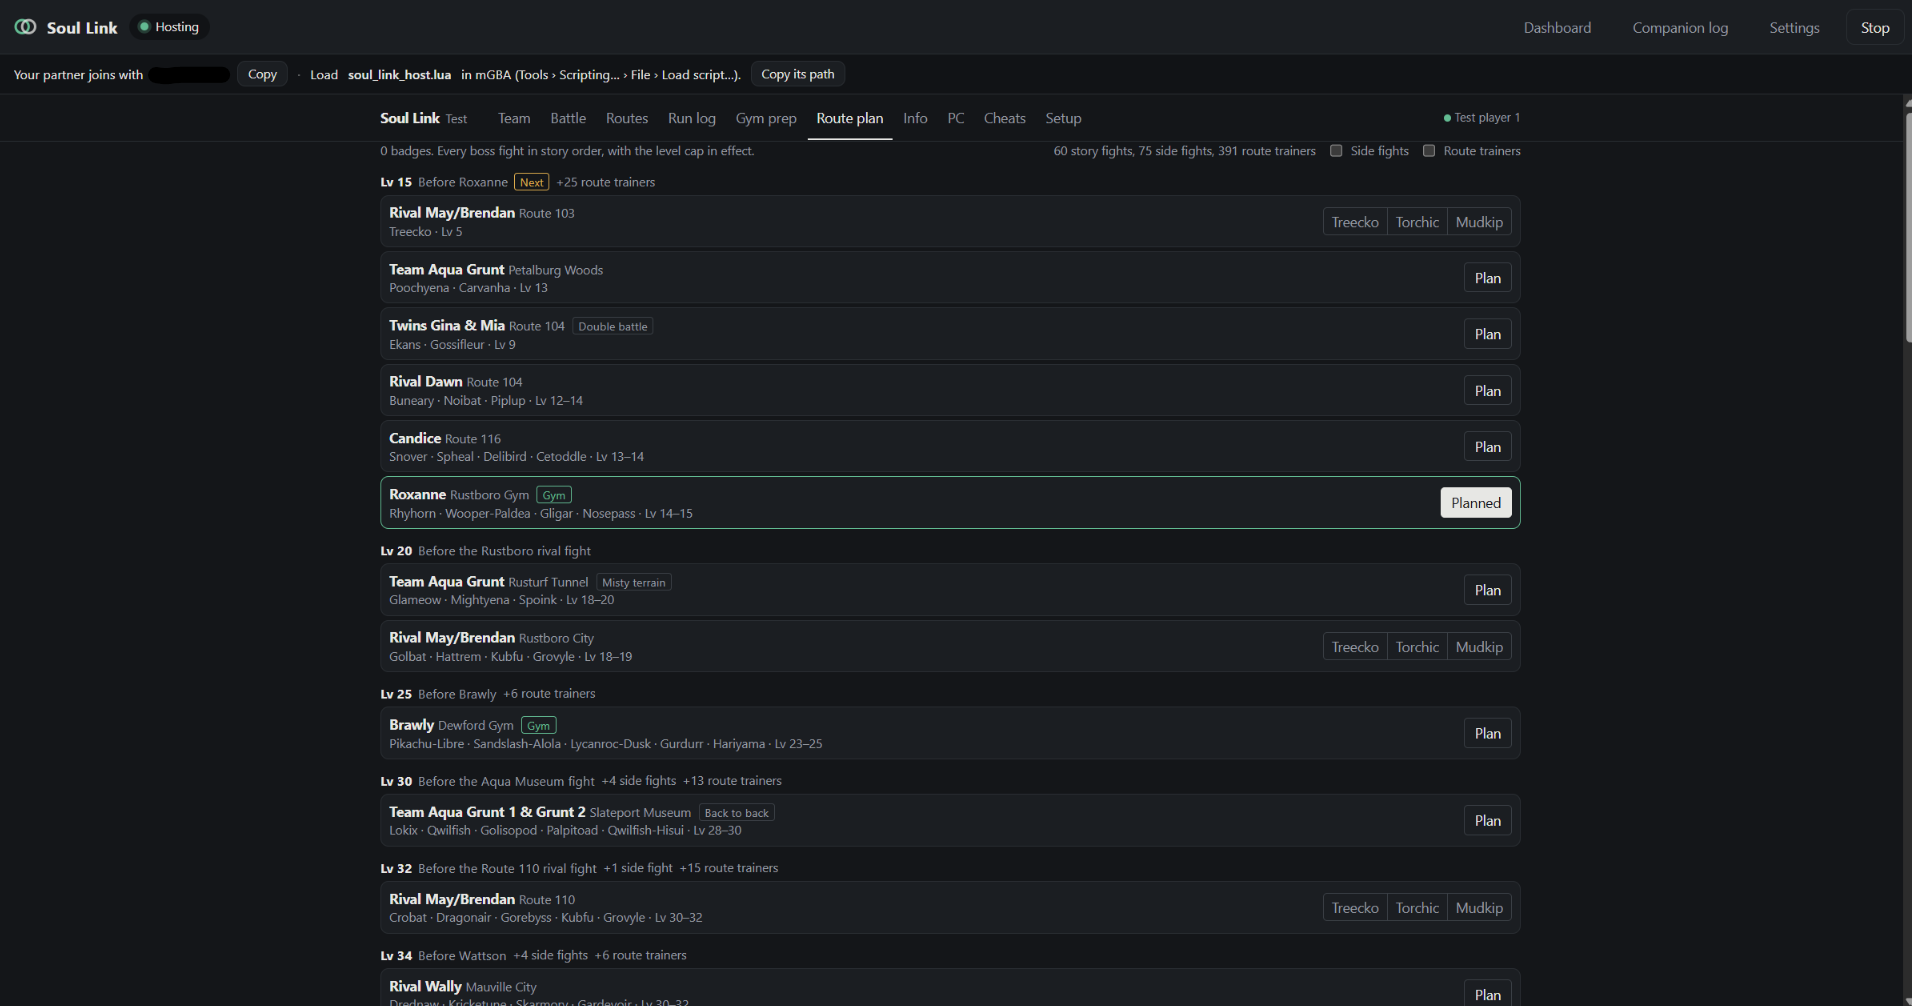 Soul Link Hosting Dashboard Companion log Settings Stop
Your partner joins with Copy · Load soul_link_host.lua in mGBA (Tools › Scripting... › File › Load script...). Copy its path
Soul Link Test Team Battle Routes Run log Gym prep Route plan Info PC Cheats Setup Test player 1
0 badges. Every boss fight in story order, with the level cap in effect. 60 story fights, 75 side fights, 391 route trainers Side fights Route trainers
Lv 15 Before Roxanne Next +25 route trainers
Rival May/Brendan Route 103
Treecko · Lv 5
Treecko Torchic Mudkip
Team Aqua Grunt Petalburg Woods
Poochyena · Carvanha · Lv 13
Plan
Twins Gina & Mia Route 104 Double battle
Ekans · Gossifleur · Lv 9
Plan
Rival Dawn Route 104
Buneary · Noibat · Piplup · Lv 12–14
Plan
Candice Route 116
Snover · Spheal · Delibird · Cetoddle · Lv 13–14
Plan
Roxanne Rustboro Gym Gym
Rhyhorn · Wooper-Paldea · Gligar · Nosepass · Lv 14–15
Planned
Lv 20 Before the Rustboro rival fight
Team Aqua Grunt Rusturf Tunnel Misty terrain
Glameow · Mightyena · Spoink · Lv 18–20
Plan
Rival May/Brendan Rustboro City
Golbat · Hattrem · Kubfu · Grovyle · Lv 18–19
Treecko Torchic Mudkip
Lv 25 Before Brawly +6 route trainers
Brawly Dewford Gym Gym
Pikachu-Libre · Sandslash-Alola · Lycanroc-Dusk · Gurdurr · Hariyama · Lv 23–25
Plan
Lv 30 Before the Aqua Museum fight +4 side fights +13 route trainers
Team Aqua Grunt 1 & Grunt 2 Slateport Museum Back to back
Lokix · Qwilfish · Golisopod · Palpitoad · Qwilfish-Hisui · Lv 28–30
Plan
Lv 32 Before the Route 110 rival fight +1 side fight +15 route trainers
Rival May/Brendan Route 110
Crobat · Dragonair · Gorebyss · Kubfu · Grovyle · Lv 30–32
Treecko Torchic Mudkip
Lv 34 Before Wattson +4 side fights +6 route trainers
Rival Wally Mauville City
Drednaw · Kricketune · Skarmory · Gardevoir · Lv 30–32
Plan